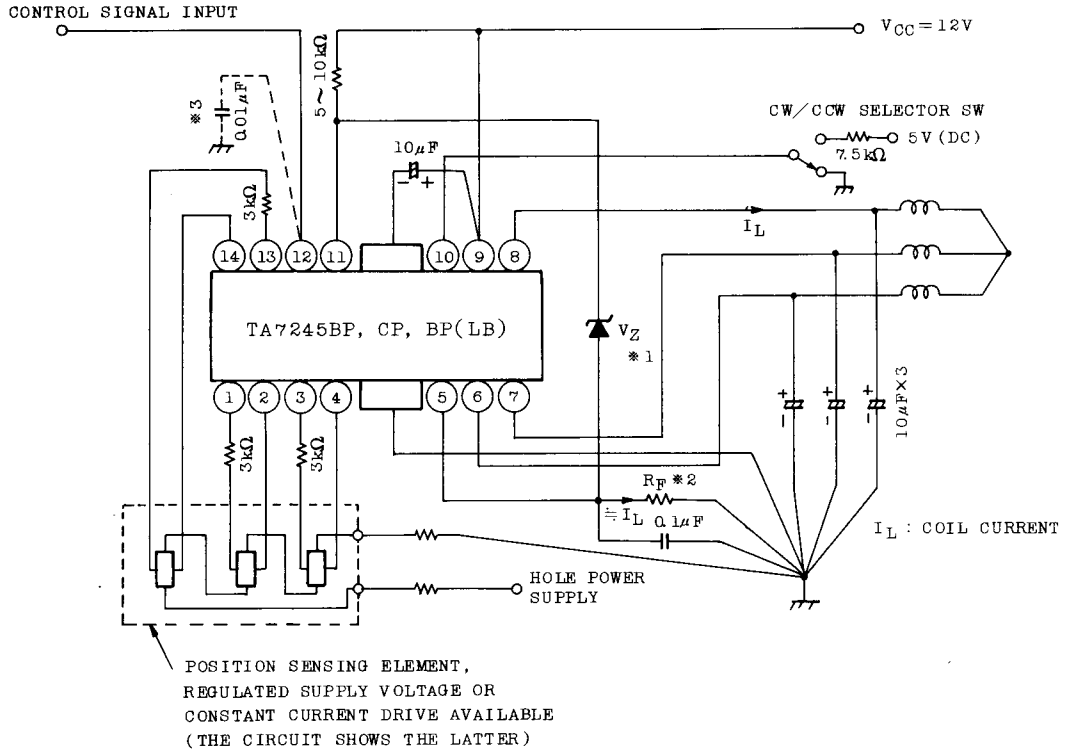 CONTROL SIGNAL INPUT
VCC=12V
5~10kΩ
※3
0.01μF
CW/CCW SELECTOR SW
5V(DC)
7.5kΩ
10μF
- +
3kΩ
IL
14 13 12 11 10 9 8
TA7245BP, CP, BP(LB)
VZ
※1
1 2 3 4 5 6 7
+ + +
- - -
10μF×3
3kΩ
3kΩ
RF ※2
≒IL
0.1μF
IL : COIL CURRENT
HOLE POWER
SUPPLY
POSITION SENSING ELEMENT,
REGULATED SUPPLY VOLTAGE OR
CONSTANT CURRENT DRIVE AVAILABLE
(THE CIRCUIT SHOWS THE LATTER)